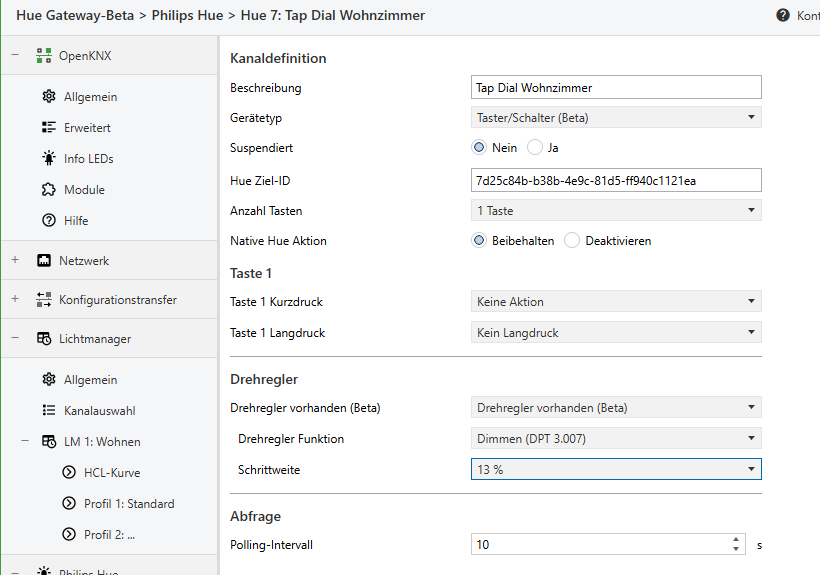 Hue Gateway-Beta > Philips Hue > Hue 7: Tap Dial Wohnzimmer
OpenKNX
Allgemein
Erweitert
Info LEDs
Module
Hilfe
Netzwerk
Konfigurationstransfer
Lichtmanager
Allgemein
Kanalauswahl
LM 1: Wohnen
HCL-Kurve
Profil 1: Standard
Profil 2: ...
Philips Hue
Kanaldefinition
Beschreibung Tap Dial Wohnzimmer
Gerätetyp Taster/Schalter (Beta)
Suspendiert Nein Ja
Hue Ziel-ID 7d25c84b-b38b-4e9c-81d5-ff940c1121ea
Anzahl Tasten 1 Taste
Native Hue Aktion Beibehalten Deaktivieren
Taste 1
Taste 1 Kurzdruck Keine Aktion
Taste 1 Langdruck Kein Langdruck
Drehregler
Drehregler vorhanden (Beta) Drehregler vorhanden (Beta)
Drehregler Funktion Dimmen (DPT 3.007)
Schrittweite 13 %
Abfrage
Polling-Intervall 10 s